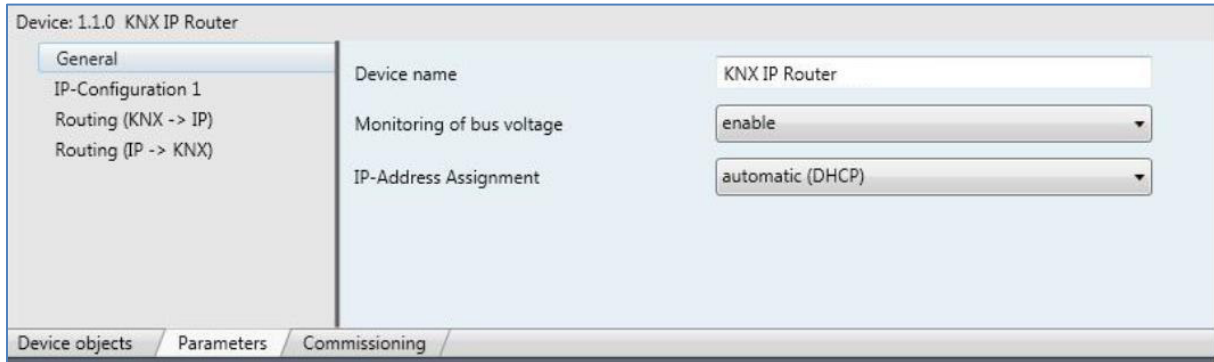 Device: 1.1.0 KNX IP Router
General
IP-Configuration 1
Routing (KNX -> IP)
Routing (IP -> KNX)
Device name
KNX IP Router
Monitoring of bus voltage
enable
IP-Address Assignment
automatic (DHCP)
Device objects
Parameters
Commissioning